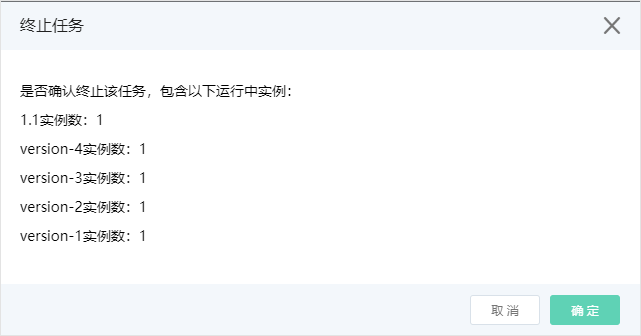 终止任务
是否确认终止该任务，包含以下运行中实例：
1.1实例数：1
version-4实例数：1
version-3实例数：1
version-2实例数：1
version-1实例数：1
取消
确定